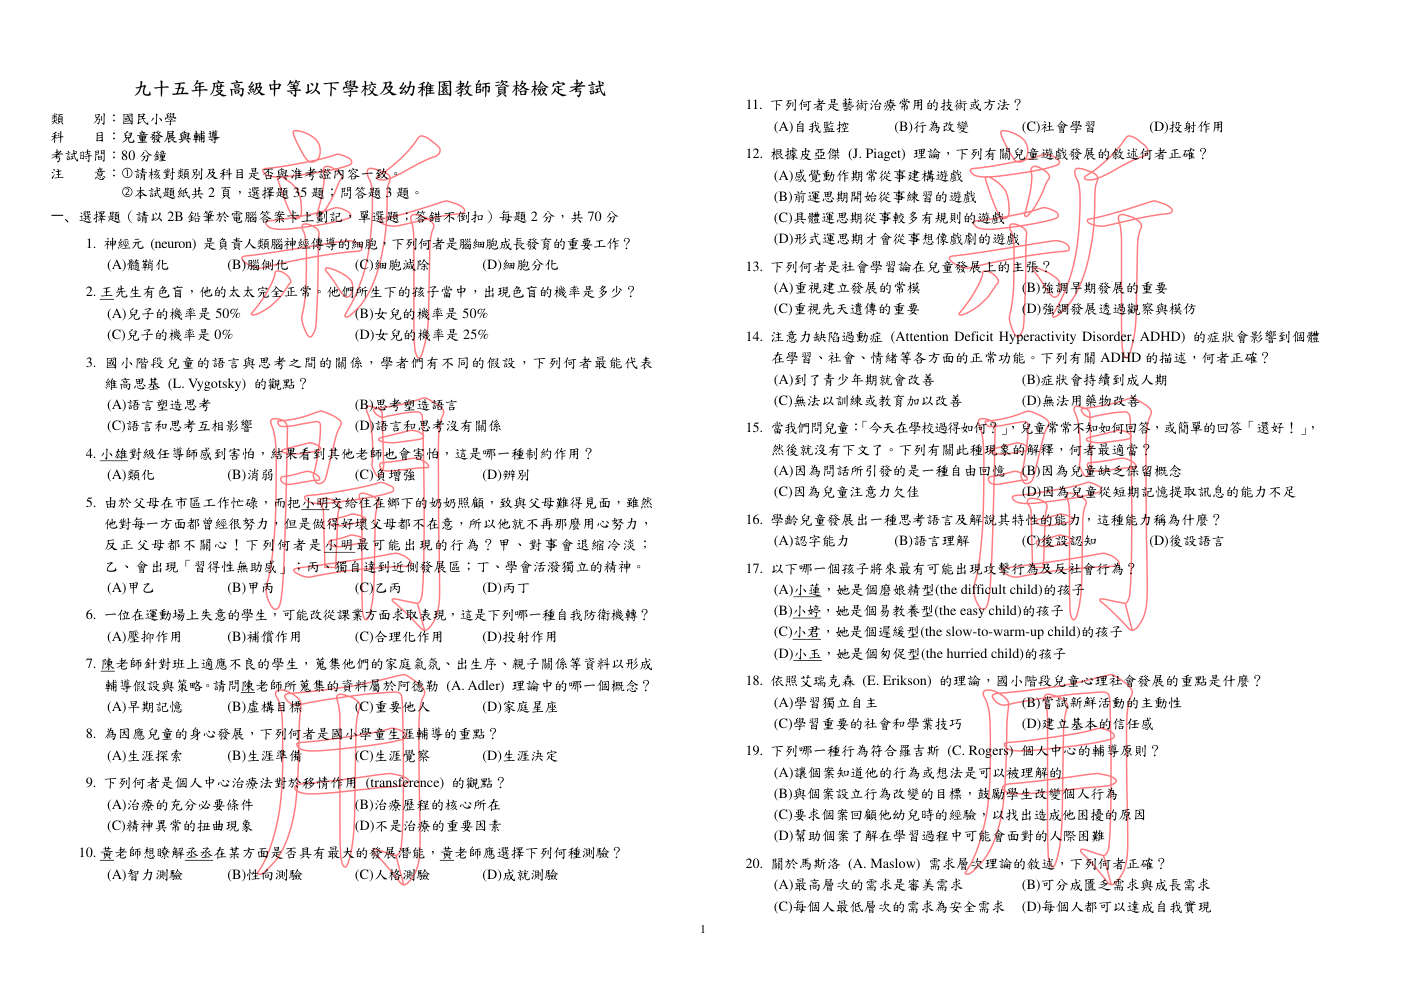 九十五年度高級中等以下學校及幼稚園教師資格檢定考試
類　　別：國民小學
科　　目：兒童發展與輔導
考試時間：80 分鐘
注　　意：①請核對類別及科目是否與准考證內容一致。
②本試題紙共 2 頁，選擇題 35 題；問答題 3 題。
一、選擇題（請以 2B 鉛筆於電腦答案卡上劃記，單選題；答錯不倒扣）每題 2 分，共 70 分
1. 神經元 (neuron) 是負責人類腦神經傳導的細胞，下列何者是腦細胞成長發育的重要工作？
(A)髓鞘化 (B)腦側化 (C)細胞減除 (D)細胞分化
2. 王先生有色盲，他的太太完全正常。他們所生下的孩子當中，出現色盲的機率是多少？
(A)兒子的機率是 50% (B)女兒的機率是 50%
(C)兒子的機率是 0% (D)女兒的機率是 25%
3. 國小階段兒童的語言與思考之間的關係，學者們有不同的假設，下列何者最能代表
維高思基 (L. Vygotsky) 的觀點？
(A)語言塑造思考 (B)思考塑造語言
(C)語言和思考互相影響 (D)語言和思考沒有關係
4. 小雄對級任導師感到害怕，結果看到其他老師也會害怕，這是哪一種制約作用？
(A)類化 (B)消弱 (C)負增強 (D)辨別
5. 由於父母在市區工作忙碌，而把小明交給住在鄉下的奶奶照顧，致與父母難得見面，雖然
他對每一方面都曾經很努力，但是做得好壞父母都不在意，所以他就不再那麼用心努力，
反正父母都不關心！下列何者是小明最可能出現的行為？甲、對事會退縮冷淡；
乙、會出現「習得性無助感」；丙、獨自達到近側發展區；丁、學會活潑獨立的精神。
(A)甲乙 (B)甲丙 (C)乙丙 (D)丙丁
6. 一位在運動場上失意的學生，可能改從課業方面求取表現，這是下列哪一種自我防衛機轉？
(A)壓抑作用 (B)補償作用 (C)合理化作用 (D)投射作用
7. 陳老師針對班上適應不良的學生，蒐集他們的家庭氣氛、出生序、親子關係等資料以形成
輔導假設與策略。請問陳老師所蒐集的資料屬於阿德勒 (A. Adler) 理論中的哪一個概念？
(A)早期記憶 (B)虛構目標 (C)重要他人 (D)家庭星座
8. 為因應兒童的身心發展，下列何者是國小學童生涯輔導的重點？
(A)生涯探索 (B)生涯準備 (C)生涯覺察 (D)生涯決定
9. 下列何者是個人中心治療法對於移情作用 (transference) 的觀點？
(A)治療的充分必要條件 (B)治療歷程的核心所在
(C)精神異常的扭曲現象 (D)不是治療的重要因素
10. 黃老師想瞭解丞丞在某方面是否具有最大的發展潛能，黃老師應選擇下列何種測驗？
(A)智力測驗 (B)性向測驗 (C)人格測驗 (D)成就測驗
11. 下列何者是藝術治療常用的技術或方法？
(A)自我監控 (B)行為改變 (C)社會學習 (D)投射作用
12. 根據皮亞傑 (J. Piaget) 理論，下列有關兒童遊戲發展的敘述何者正確？
(A)感覺動作期常從事建構遊戲
(B)前運思期開始從事練習的遊戲
(C)具體運思期從事較多有規則的遊戲
(D)形式運思期才會從事想像戲劇的遊戲
13. 下列何者是社會學習論在兒童發展上的主張？
(A)重視建立發展的常模 (B)強調早期發展的重要
(C)重視先天遺傳的重要 (D)強調發展透過觀察與模仿
14. 注意力缺陷過動症 (Attention Deficit Hyperactivity Disorder, ADHD) 的症狀會影響到個體
在學習、社會、情緒等各方面的正常功能。下列有關 ADHD 的描述，何者正確？
(A)到了青少年期就會改善 (B)症狀會持續到成人期
(C)無法以訓練或教育加以改善 (D)無法用藥物改善
15. 當我們問兒童：「今天在學校過得如何？」，兒童常常不知如何回答，或簡單的回答「還好！」，
然後就沒有下文了。下列有關此種現象的解釋，何者最適當？
(A)因為問話所引發的是一種自由回憶 (B)因為兒童缺乏保留概念
(C)因為兒童注意力欠佳 (D)因為兒童從短期記憶提取訊息的能力不足
16. 學齡兒童發展出一種思考語言及解說其特性的能力，這種能力稱為什麼？
(A)認字能力 (B)語言理解 (C)後設認知 (D)後設語言
17. 以下哪一個孩子將來最有可能出現攻擊行為及反社會行為？
(A)小蓮，她是個磨娘精型(the difficult child)的孩子
(B)小婷，她是個易教養型(the easy child)的孩子
(C)小君，她是個遲緩型(the slow-to-warm-up child)的孩子
(D)小玉，她是個匆促型(the hurried child)的孩子
18. 依照艾瑞克森 (E. Erikson) 的理論，國小階段兒童心理社會發展的重點是什麼？
(A)學習獨立自主 (B)嘗試新鮮活動的主動性
(C)學習重要的社會和學業技巧 (D)建立基本的信任感
19. 下列哪一種行為符合羅吉斯 (C. Rogers) 個人中心的輔導原則？
(A)讓個案知道他的行為或想法是可以被理解的
(B)與個案設立行為改變的目標，鼓勵學生改變個人行為
(C)要求個案回顧他幼兒時的經驗，以找出造成他困擾的原因
(D)幫助個案了解在學習過程中可能會面對的人際困難
20. 關於馬斯洛 (A. Maslow) 需求層次理論的敘述，下列何者正確？
(A)最高層次的需求是審美需求 (B)可分成匱乏需求與成長需求
(C)每個人最低層次的需求為安全需求 (D)每個人都可以達成自我實現
1
新聞用
新聞用